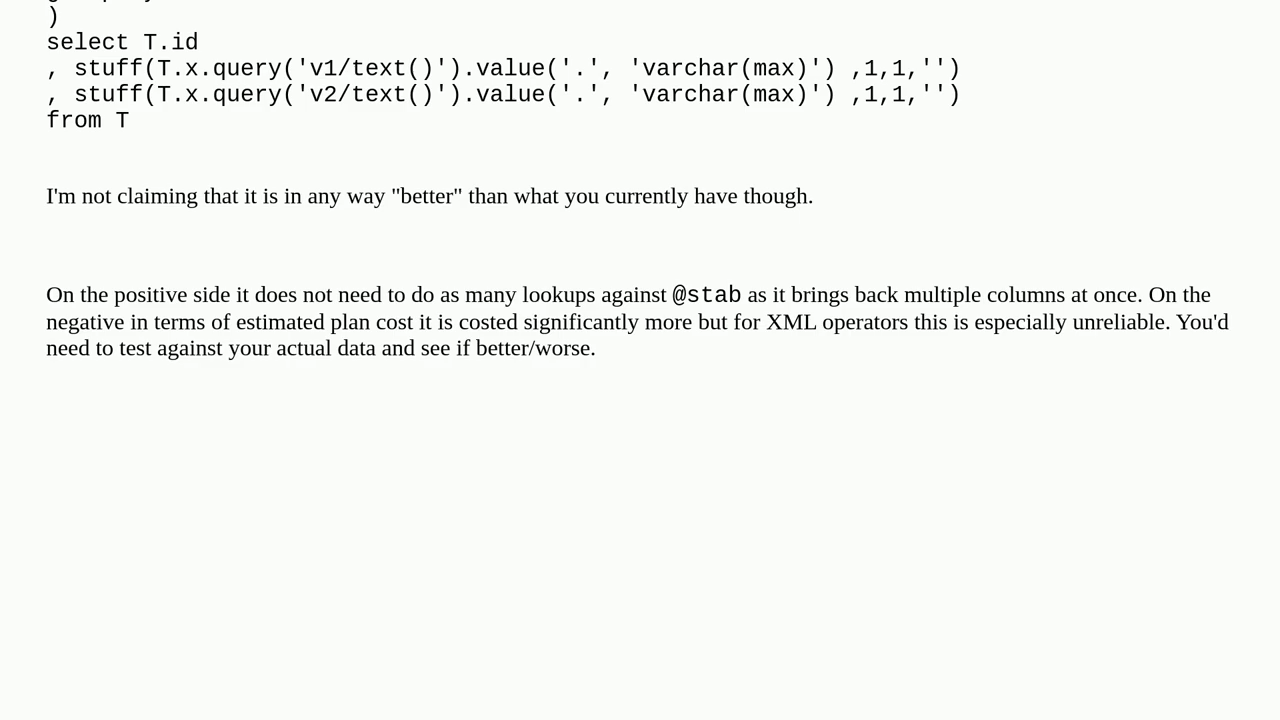 )
select T.id
, stuff(T.x.query('v1/text()').value('.', 'varchar(max)') ,1,1,'')
, stuff(T.x.query('v2/text()').value('.', 'varchar(max)') ,1,1,'')
from T
I'm not claiming that it is in any way "better" than what you currently have though.
On the positive side it does not need to do as many lookups against @stab as it brings back multiple columns at once. On the
negative in terms of estimated plan cost it is costed significantly more but for XML operators this is especially unreliable. You'd
need to test against your actual data and see if better/worse.